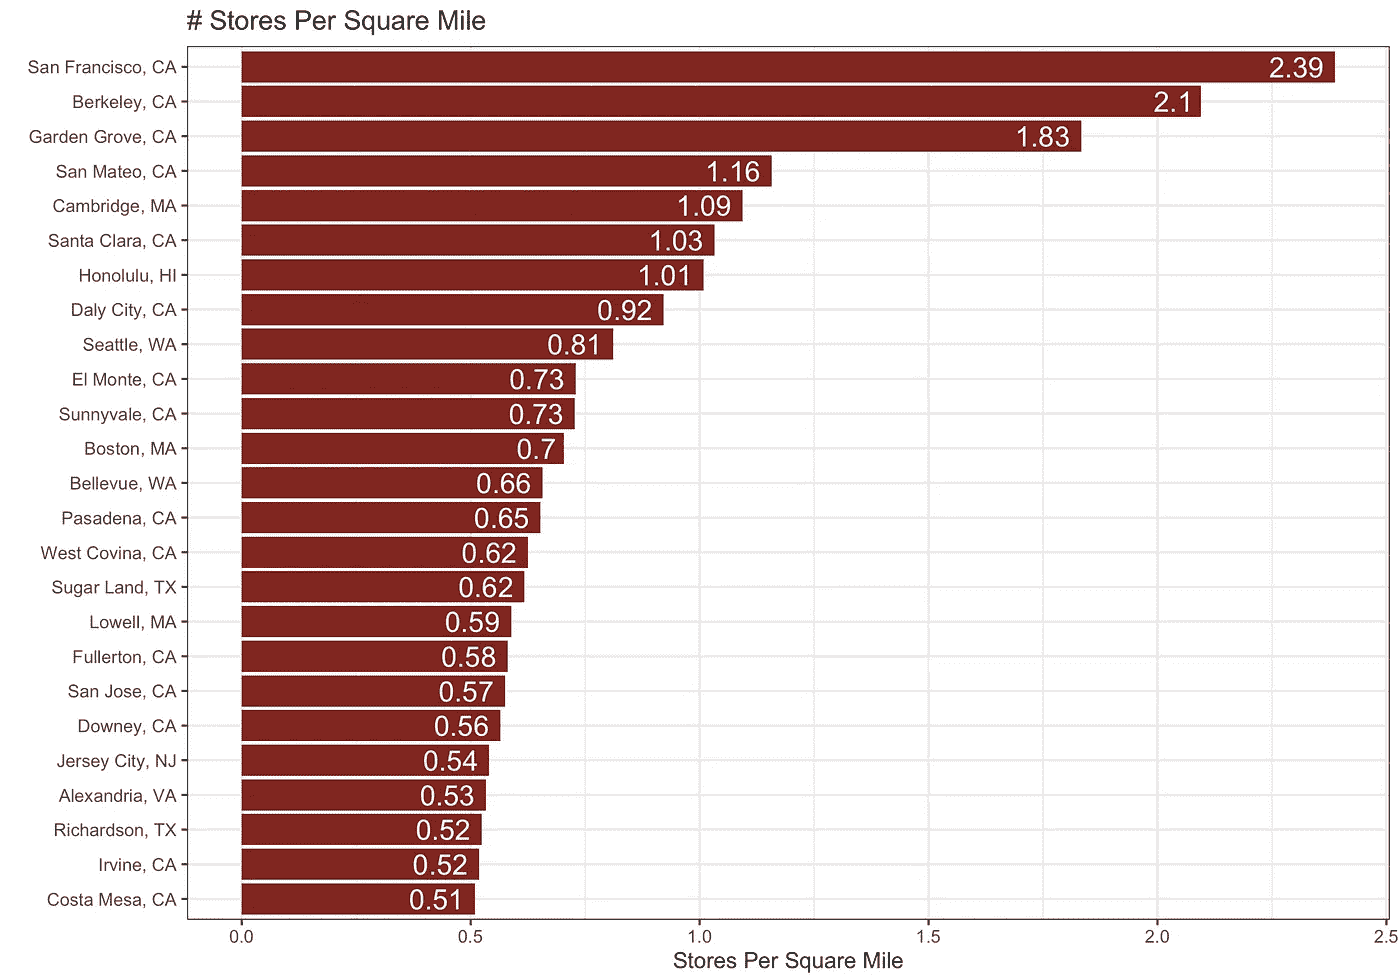 # Stores Per Square Mile
San Francisco, CA 2.39
Berkeley, CA 2.1
Garden Grove, CA 1.83
San Mateo, CA 1.16
Cambridge, MA 1.09
Santa Clara, CA 1.03
Honolulu, HI 1.01
Daly City, CA 0.92
Seattle, WA 0.81
El Monte, CA 0.73
Sunnyvale, CA 0.73
Boston, MA 0.7
Bellevue, WA 0.66
Pasadena, CA 0.65
West Covina, CA 0.62
Sugar Land, TX 0.62
Lowell, MA 0.59
Fullerton, CA 0.58
San Jose, CA 0.57
Downey, CA 0.56
Jersey City, NJ 0.54
Alexandria, VA 0.53
Richardson, TX 0.52
Irvine, CA 0.52
Costa Mesa, CA 0.51
0.0 0.5 1.0 1.5 2.0 2.5
Stores Per Square Mile